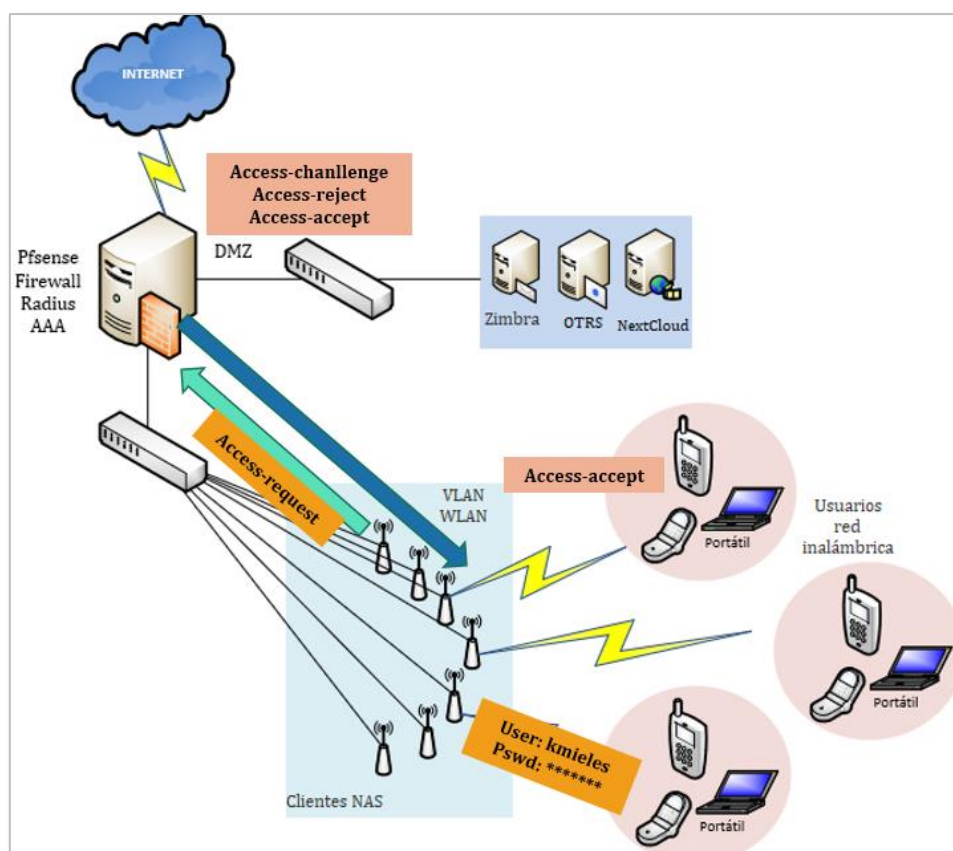 INTERNET
Access-chanllenge
Access-reject
Access-accept
Pfsense
Firewall
Radius
AAA
DMZ
Zimbra
OTRS
NextCloud
Access-request
VLAN
WLAN
Access-accept
Portátil
Usuarios
red
inalámbrica
Portátil
User: kmieles
Pswd: *******
Clientes NAS
Portátil